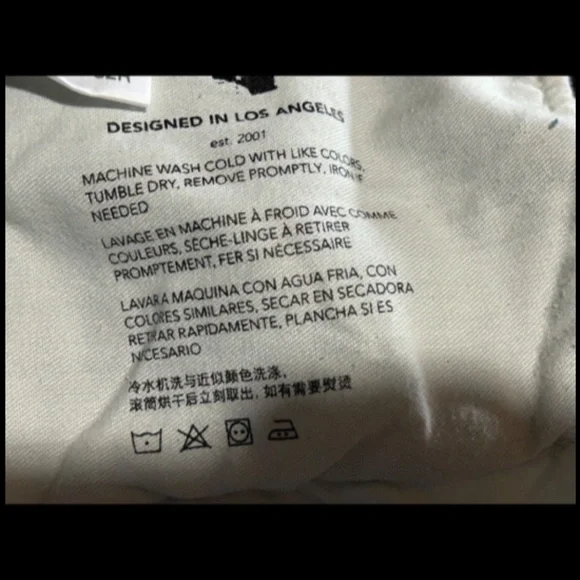 DESIGNED IN LOS ANGELES
est. 2001
MACHINE WASH COLD WITH LIKE COLORS,
TUMBLE DRY, REMOVE PROMPTLY, IRON IF
NEEDED
LAVAGE EN MACHINE À FROID AVEC COMME
COULEURS, SÈCHE-LINGE À RETIRER
PROMPTEMENT, FER SI NÉCESSAIRE
LAVAR A MAQUINA CON AGUA FRIA, CON
COLORES SIMILARES, SECAR EN SECADORA
RETIRAR RAPIDAMENTE, PLANCHA SI ES
NICESARIO
冷水机洗与近似颜色洗涤，
滚筒烘干后立刻取出，如有需要熨烫